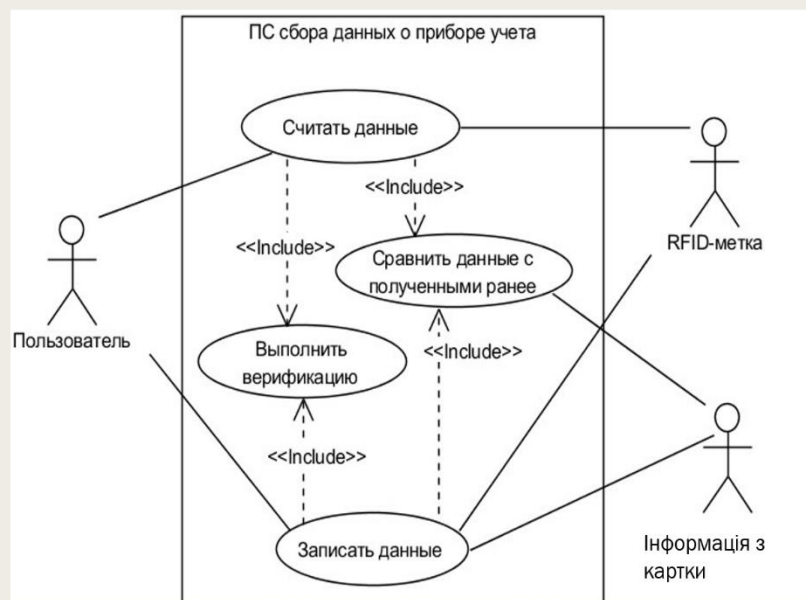 ПС сбора данных о приборе учета
Считать данные
<<Include>>
RFID-метка
<<Include>>
Сравнить данные с
полученными ранее
Пользователь
Выполнить
верификацию
<<Include>>
<<Include>>
Записать данные
Інформація з
картки